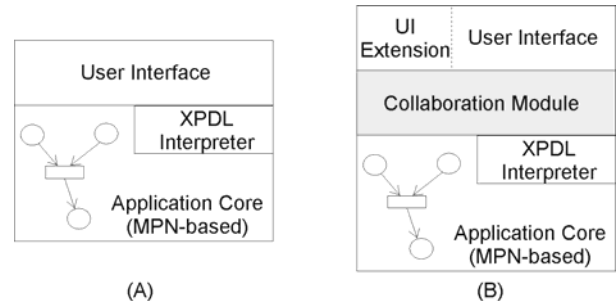 User Interface
XPDL
Interpreter
Application Core
(MPN-based)
(A)
UI
Extension
User Interface
Collaboration Module
XPDL
Interpreter
Application Core
(MPN-based)
(B)